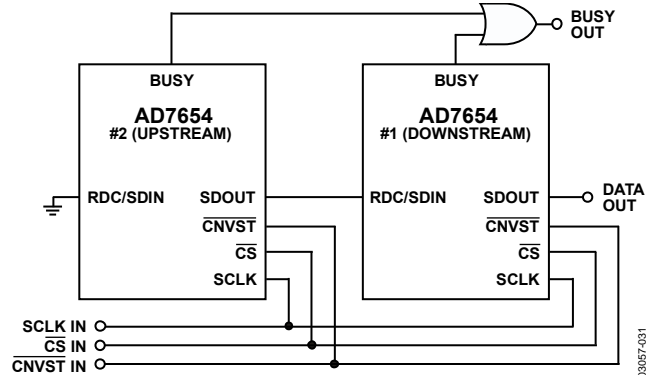 BUSY
OUT
BUSY
AD7654
#2 (UPSTREAM)
BUSY
AD7654
#1 (DOWNSTREAM)
RDC/SDIN
SDOUT
CNVST
CS
SCLK
RDC/SDIN
SDOUT
CNVST
CS
SCLK
DATA
OUT
SCLK IN
CS IN
CNVST IN
03057-031